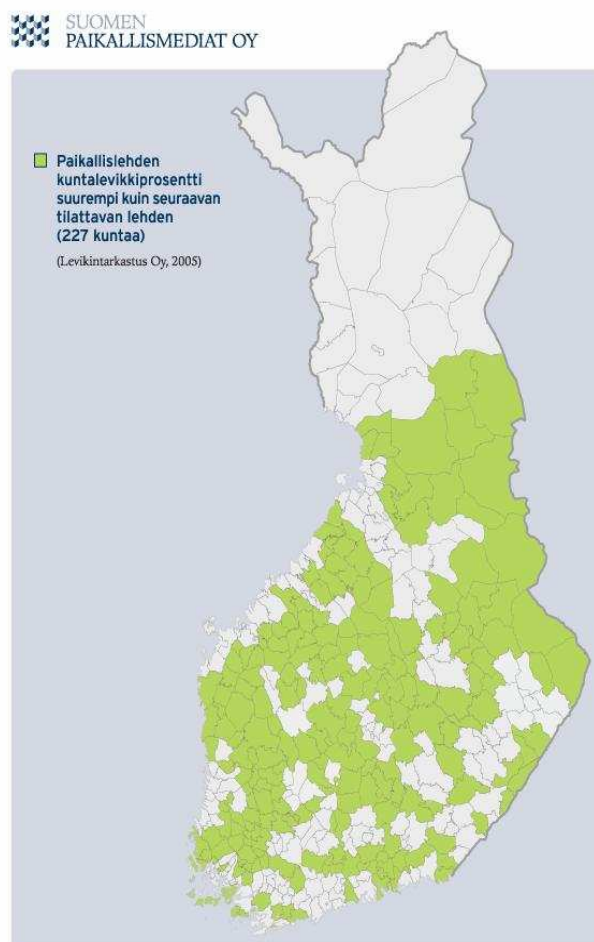 SUOMEN
PAIKALLISMEDIAT OY
Paikallislehden
kuntalevikkiprosentti
suurempi kuin seuraavan
tilattavan lehden
(227 kuntaa)
(Levikintarkastus Oy, 2005)